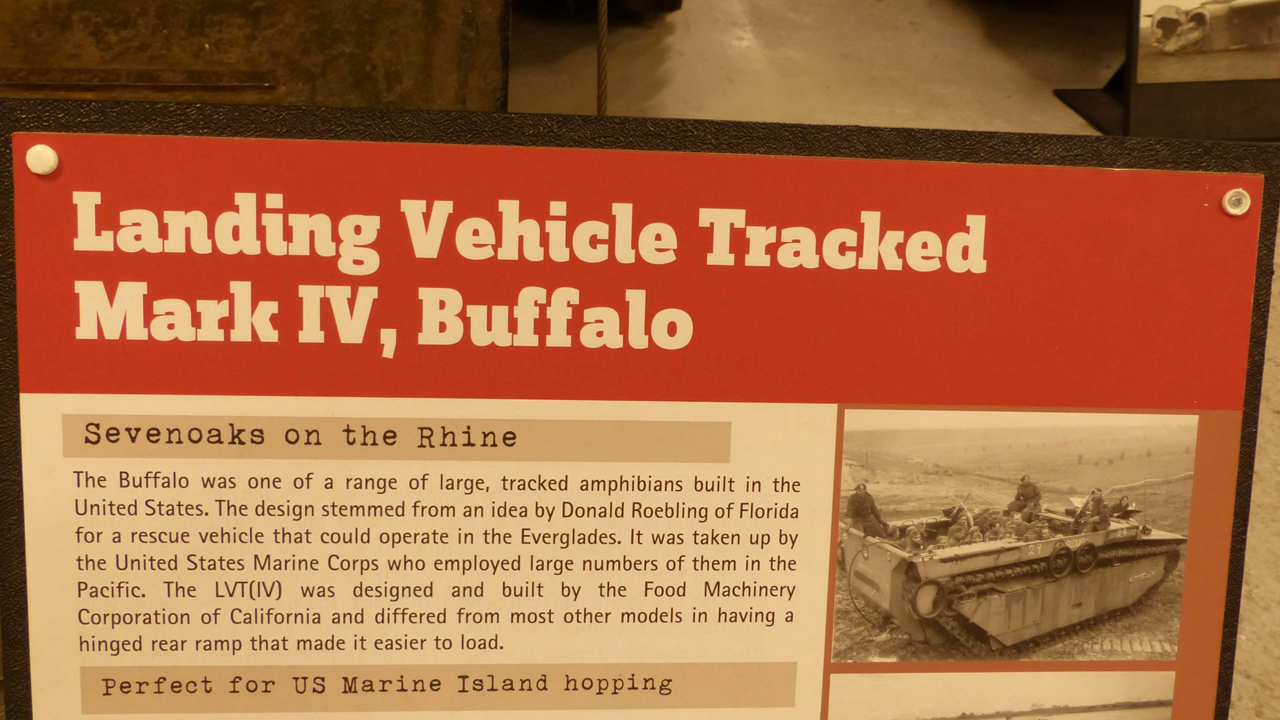 Landing Vehicle Tracked
Mark IV, Buffalo
Sevenoaks on the Rhine
The Buffalo was one of a range of large, tracked amphibians built in the
United States. The design stemmed from an idea by Donald Roebling of Florida
for a rescue vehicle that could operate in the Everglades. It was taken up by
the United States Marine Corps who employed large numbers of them in the
Pacific. The LVT(IV) was designed and built by the Food Machinery
Corporation of California and differed from most other models in having a
hinged rear ramp that made it easier to load.
Perfect for US Marine Island hopping